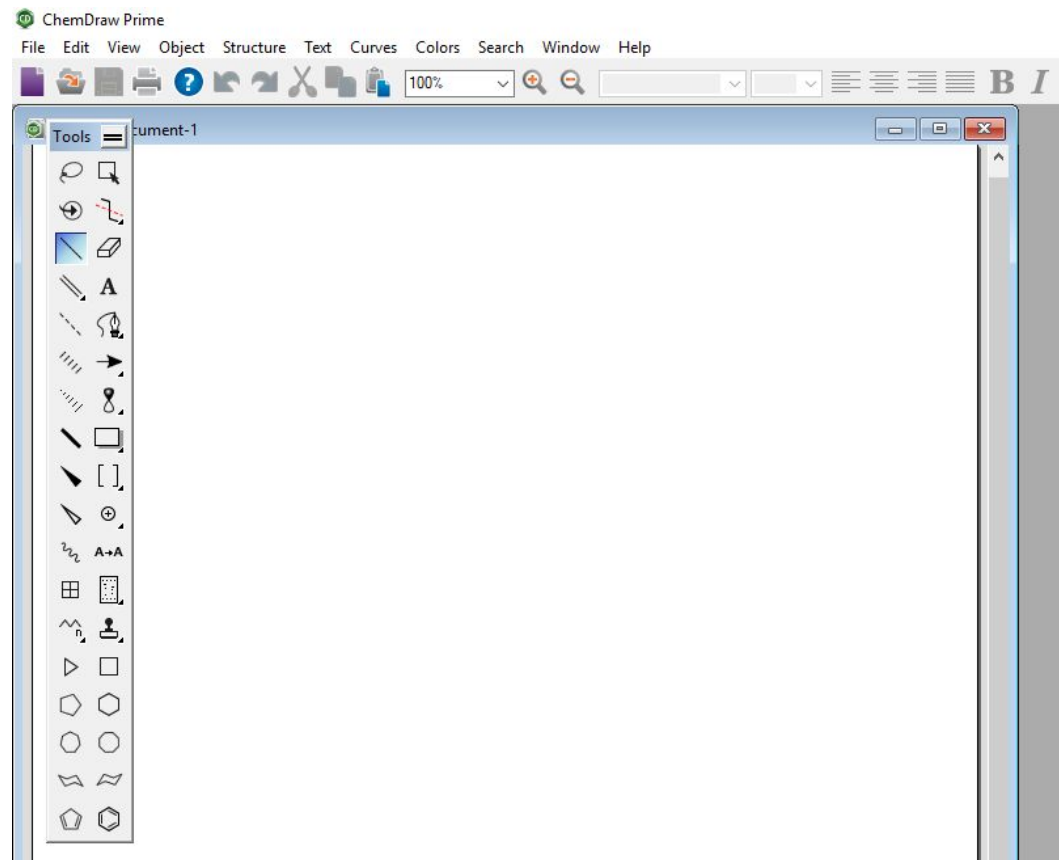 ChemDraw Prime
File Edit View Object Structure Text Curves Colors Search Window Help
100% B I
Tools cument-1
A
n
A→A